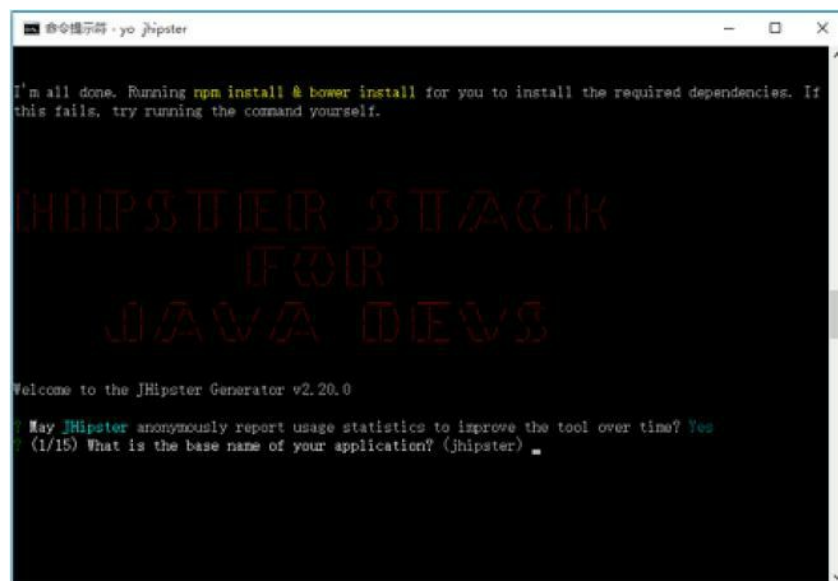 命令提示符 - yo jhipster
I'm all done. Running npm install & bower install for you to install the required dependencies. If
this fails, try running the command yourself.
HIPSTER STACK
FOR
JAVA DEVS
Welcome to the JHipster Generator v2.20.0
? May JHipster anonymously report usage statistics to improve the tool over time? Yes
? (1/15) What is the base name of your application? (jhipster)